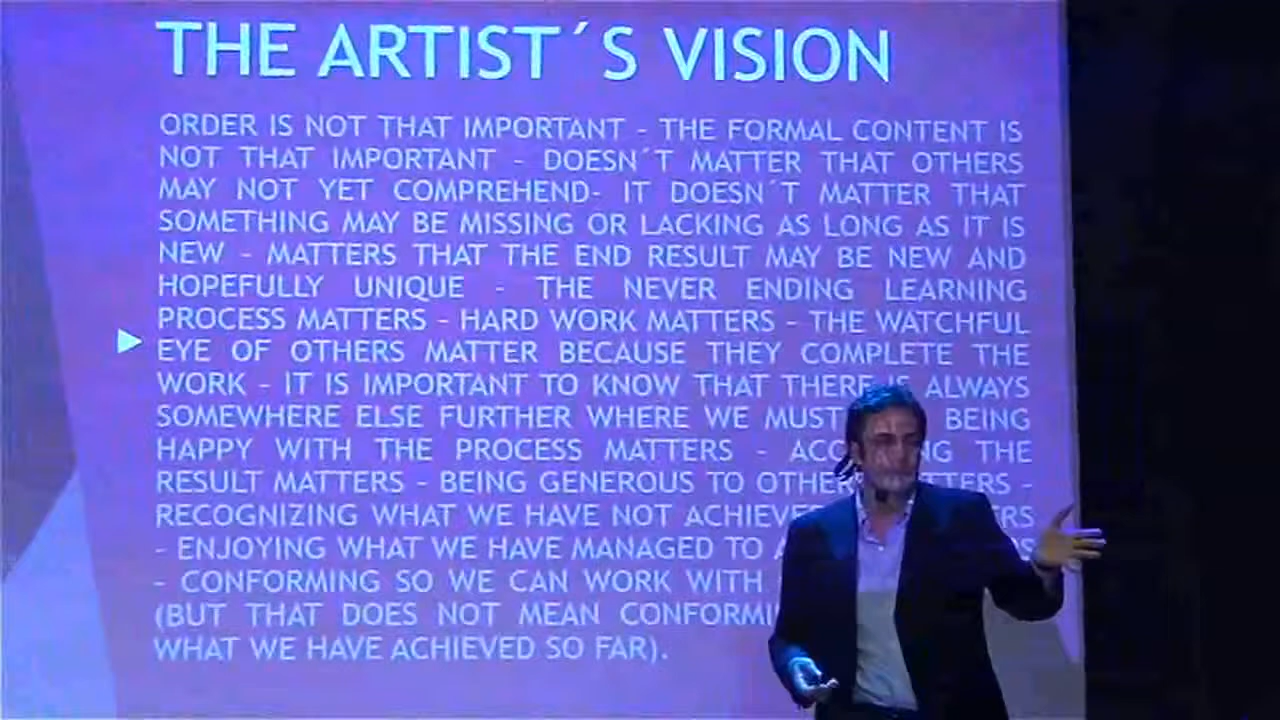 THE ARTIST´S VISION
ORDER IS NOT THAT IMPORTANT - THE FORMAL CONTENT IS
NOT THAT IMPORTANT - DOESN´T MATTER THAT OTHERS
MAY NOT YET COMPREHEND- IT DOESN´T MATTER THAT
SOMETHING MAY BE MISSING OR LACKING AS LONG AS IT IS
NEW - MATTERS THAT THE END RESULT MAY BE NEW AND
HOPEFULLY UNIQUE - THE NEVER ENDING LEARNING
PROCESS MATTERS - HARD WORK MATTERS - THE WATCHFUL
EYE OF OTHERS MATTER BECAUSE THEY COMPLETE THE
WORK - IT IS IMPORTANT TO KNOW THAT THERE IS ALWAYS
SOMEWHERE ELSE FURTHER WHERE WE MUST BEING
HAPPY WITH THE PROCESS MATTERS - THE
RESULT MATTERS - BEING GENEROUS TO OTHERS MATTERS -
RECOGNIZING WHAT WE HAVE NOT ACHIEVED
- ENJOYING WHAT WE HAVE MANAGED TO
- CONFORMING SO WE CAN WORK WITH
(BUT THAT DOES NOT MEAN
WHAT WE HAVE ACHIEVED SO FAR).